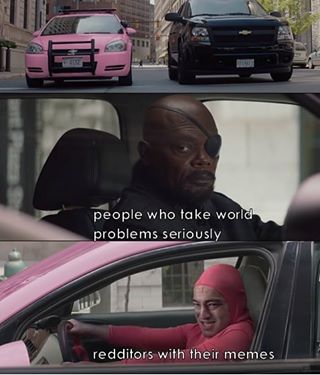 people who take world
problems seriously
redditors with their memes